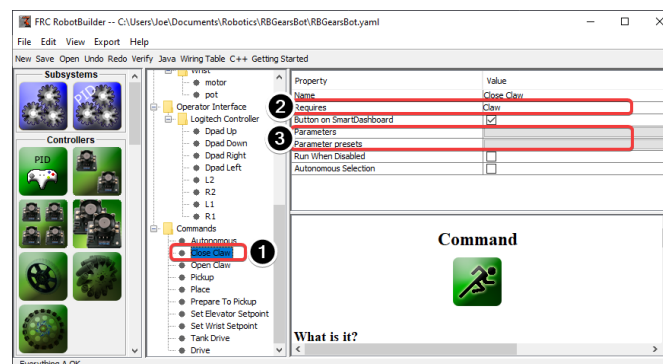 FRC RobotBuilder -- C:\Users\Joe\Documents\Robotics\RBGearsBot\RBGearsBot.yaml
File Edit View Export Help
New Save Open Undo Redo Verify Java Wiring Table C++ Getting Started
Subsystems
PID
Controllers
PID
Wrist
motor
pot
Operator Interface
Logitech Controller
Dpad Up
Dpad Down
Dpad Right
Dpad Left
L2
R2
L1
R1
Commands
Autonomous
Close Claw
1
Open Claw
Pickup
Place
Prepare To Pickup
Set Elevator Setpoint
Set Wrist Setpoint
Tank Drive
Drive
Property Value
Name Close Claw
2
Requires Claw
Button on SmartDashboard
3
Parameters
Parameter presets
Run When Disabled
Autonomous Selection
Command
What is it?
Everything A OK